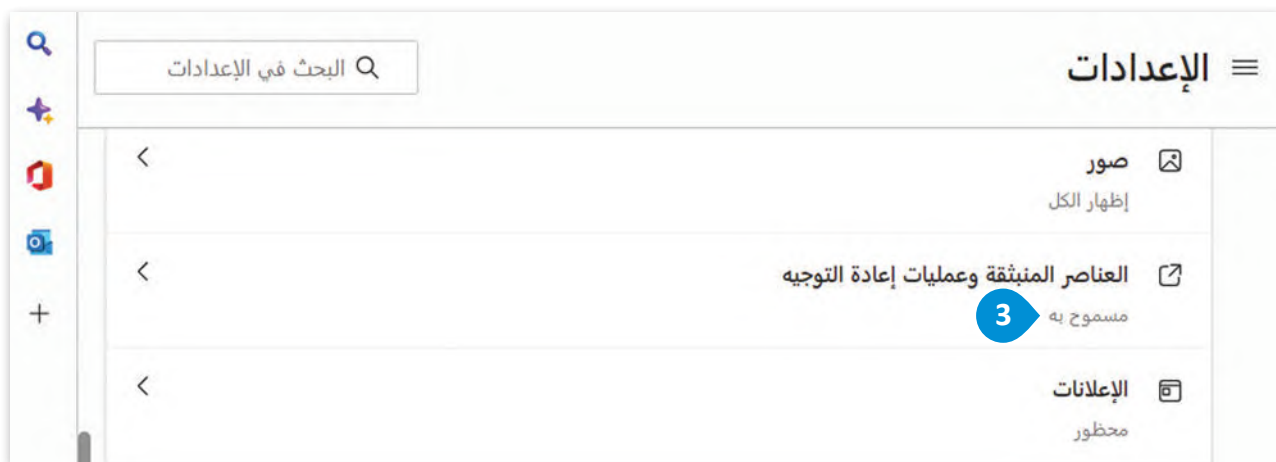 الإعدادات
البحث في الإعدادات
صور
إظهار الكل
العناصر المنبثقة وعمليات إعادة التوجيه
مسموح به
3
الإعلانات
محظور